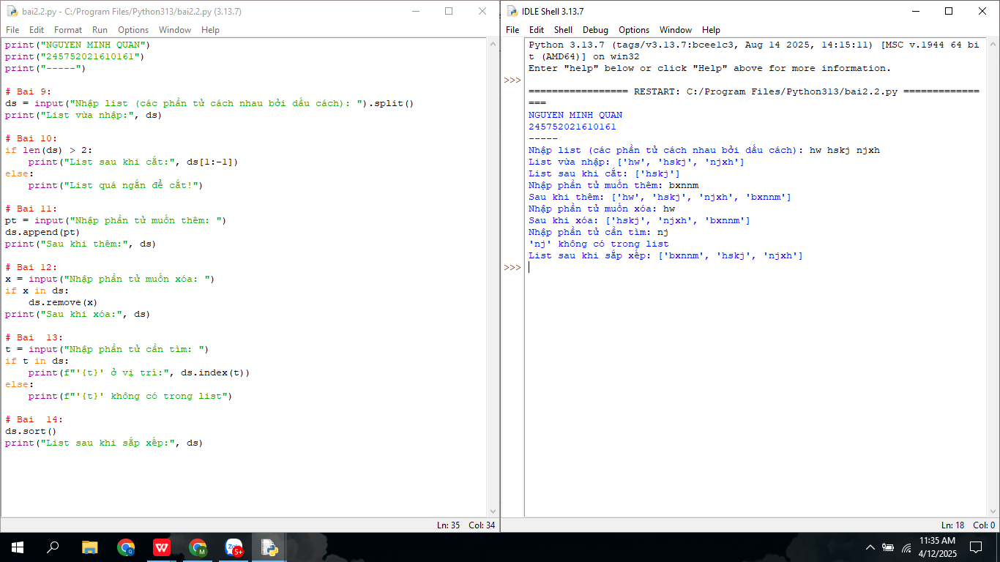 bai2.2.py - C:/Program Files/Python313/bai2.2.py (3.13.7)
File Edit Format Run Options Window Help
print("NGUYEN MINH QUAN")
print("245752021610161")
print("-----")
# Bai 9:
ds = input("Nhập list (các phần tử cách nhau bởi dấu cách): ").split()
print("List vừa nhập:", ds)
# Bai 10:
if len(ds) > 2:
    print("List sau khi cắt:", ds[1:-1])
else:
    print("List quá ngắn để cắt!")
# Bai 11:
pt = input("Nhập phần tử muốn thêm: ")
ds.append(pt)
print("Sau khi thêm:", ds)
# Bai 12:
x = input("Nhập phần tử muốn xóa: ")
if x in ds:
    ds.remove(x)
print("Sau khi xóa:", ds)
# Bai  13:
t = input("Nhập phần tử cần tìm: ")
if t in ds:
    print(f"'{t}' ở vị trí:", ds.index(t))
else:
    print(f"'{t}' không có trong list")
# Bai  14:
ds.sort()
print("List sau khi sắp xếp:", ds)
Ln: 35 Col: 34
IDLE Shell 3.13.7
File Edit Shell Debug Options Window Help
Python 3.13.7 (tags/v3.13.7:bcee1c3, Aug 14 2025, 14:15:11) [MSC v.1944 64 bi
t (AMD64)] on win32
Enter "help" below or click "Help" above for more information.
>>>
================= RESTART: C:/Program Files/Python313/bai2.2.py =============
===
NGUYEN MINH QUAN
245752021610161
-----
Nhập list (các phần tử cách nhau bởi dấu cách): hw hskj njxh
List vừa nhập: ['hw', 'hskj', 'njxh']
List sau khi cắt: ['hskj']
Nhập phần tử muốn thêm: bxnnm
Sau khi thêm: ['hw', 'hskj', 'njxh', 'bxnnm']
Nhập phần tử muốn xóa: hw
Sau khi xóa: ['hskj', 'njxh', 'bxnnm']
Nhập phần tử cần tìm: nj
'nj' không có trong list
List sau khi sắp xếp: ['bxnnm', 'hskj', 'njxh']
>>>
Ln: 18 Col: 0
5+
11:35 AM
4/12/2025